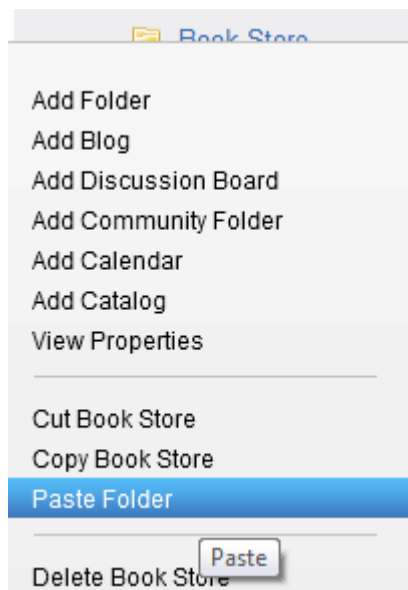 Book Store
Add Folder
Add Blog
Add Discussion Board
Add Community Folder
Add Calendar
Add Catalog
View Properties
Cut Book Store
Copy Book Store
Paste Folder
Paste
Delete Book Store